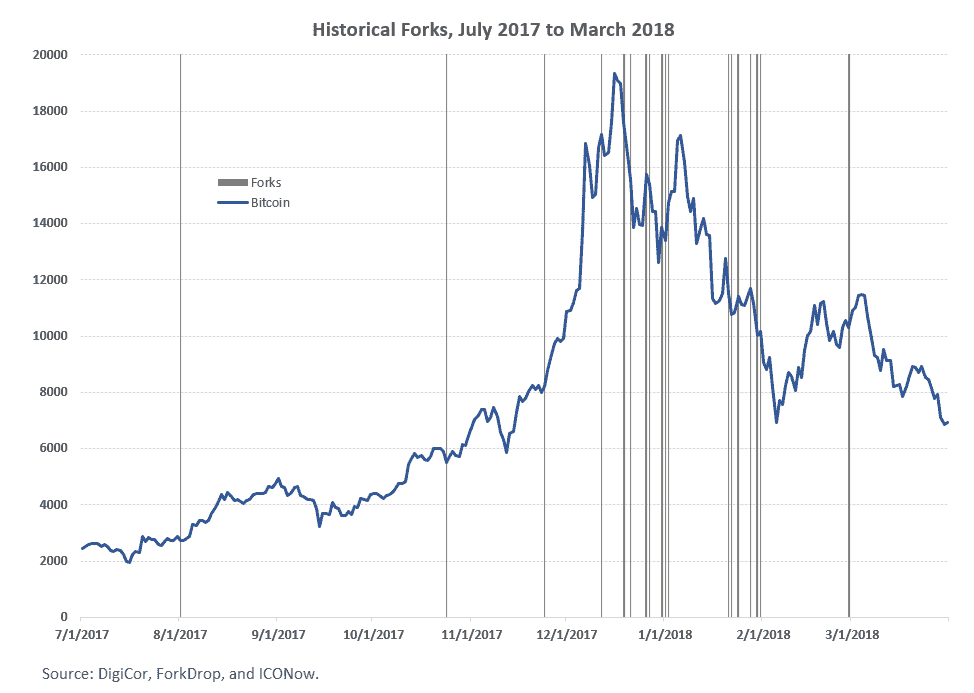 Historical Forks, July 2017 to March 2018
20000
18000
16000
Forks
Bitcoin
14000
12000
10000
8000
6000
4000
2000
0
7/1/2017 8/1/2017 9/1/2017 10/1/2017 11/1/2017 12/1/2017 1/1/2018 2/1/2018 3/1/2018
Source: DigiCor, ForkDrop, and ICONow.